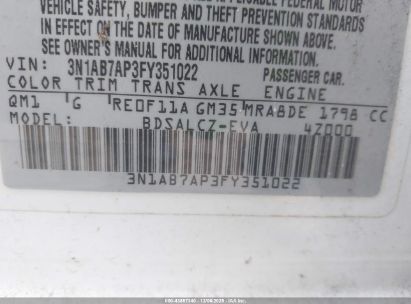 VEHICLE SAFETY, BUMPER AND THEFT PREVENTION STANDARDS
IN EFFECT ON THE DATE OF MANUFACTURE SHOWN ABOVE.
SEE OWNER'S MANUAL FOR ADDITIONAL INFORMATION.
VIN: 3N1AB7AP3FY351022 PASSENGER CAR.
COLOR TRIM TRANS AXLE ENGINE
QM1 G RE0F11A GM35 MRA8DE 1798 CC
MODEL: BDSALCZ-EVA 4Z000
3N1AB7AP3FY351022